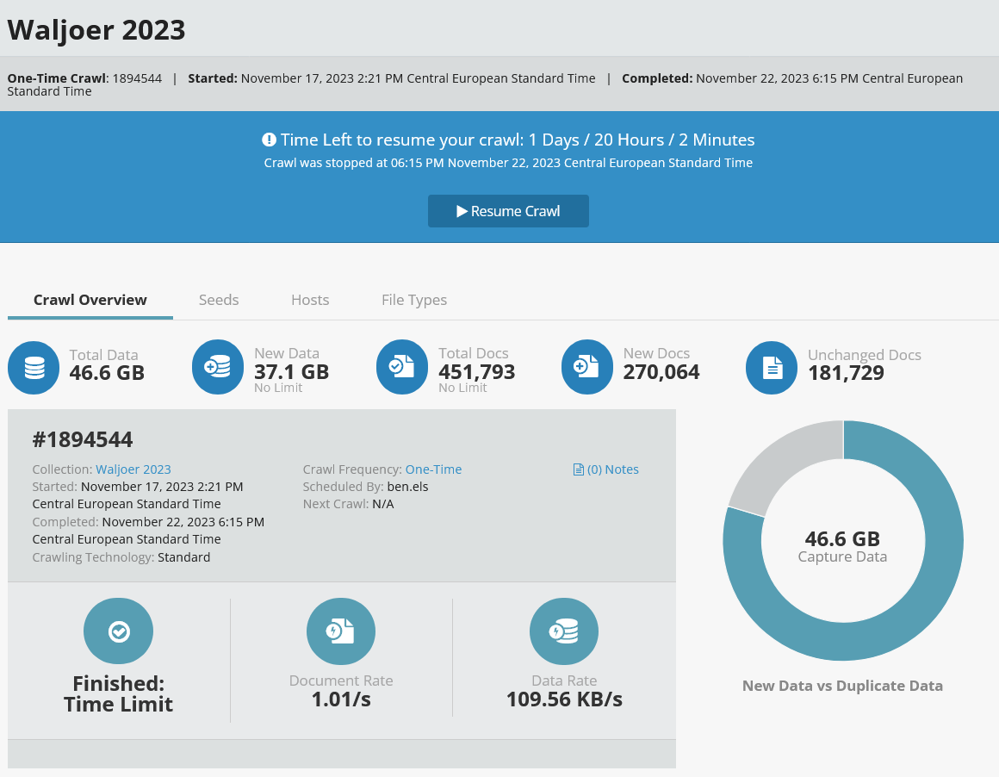 Waljoer 2023
One-Time Crawl: 1894544 | Started: November 17, 2023 2:21 PM Central European Standard Time | Completed: November 22, 2023 6:15 PM Central European
Standard Time
Time Left to resume your crawl: 1 Days / 20 Hours / 2 Minutes
Crawl was stopped at 06:15 PM November 22, 2023 Central European Standard Time
Resume Crawl
Crawl Overview Seeds Hosts File Types
Total Data
46.6 GB
New Data
37.1 GB
No Limit
Total Docs
451,793
No Limit
New Docs
270,064
Unchanged Docs
181,729
#1894544
Collection: Waljoer 2023
Started: November 17, 2023 2:21 PM
Central European Standard Time
Completed: November 22, 2023 6:15 PM
Central European Standard Time
Crawling Technology: Standard
Crawl Frequency: One-Time
Scheduled By: ben.els
Next Crawl: N/A
(0) Notes
Finished:
Time Limit
Document Rate
1.01/s
Data Rate
109.56 KB/s
46.6 GB
Capture Data
New Data vs Duplicate Data